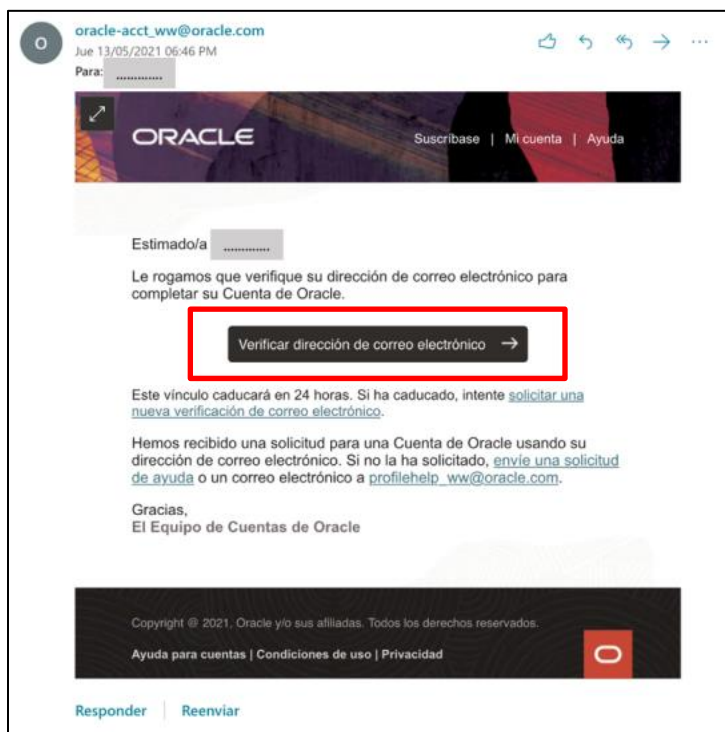 O
oracle-acct_ww@oracle.com
Jue 13/05/2021 06:46 PM
Para: .............
ORACLE
Suscríbase | Mi cuenta | Ayuda
Estimado/a .............
Le rogamos que verifique su dirección de correo electrónico para
completar su Cuenta de Oracle.
Verificar dirección de correo electrónico →
Este vínculo caducará en 24 horas. Si ha caducado, intente solicitar una
nueva verificación de correo electrónico.
Hemos recibido una solicitud para una Cuenta de Oracle usando su
dirección de correo electrónico. Si no la ha solicitado, envíe una solicitud
de ayuda o un correo electrónico a profilehelp_ww@oracle.com.
Gracias,
El Equipo de Cuentas de Oracle
Copyright @ 2021, Oracle y/o sus afiliadas. Todos los derechos reservados.
Ayuda para cuentas | Condiciones de uso | Privacidad
Responder | Reenviar